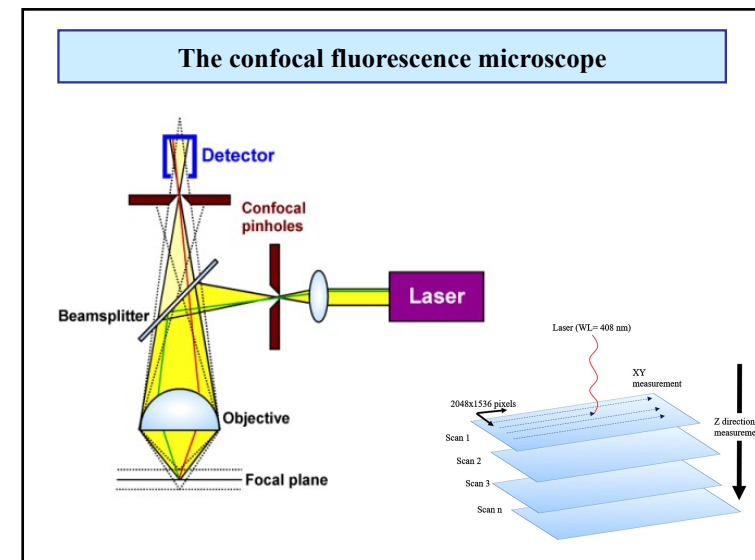 The confocal fluorescence microscope
Detector
Confocal
pinholes
Beamsplitter
Laser
Objective
Focal plane
Laser (WL= 408 nm)
XY
measurement
2048x1536 pixels
Z direction
measureme
Scan 1
Scan 2
Scan 3
Scan n